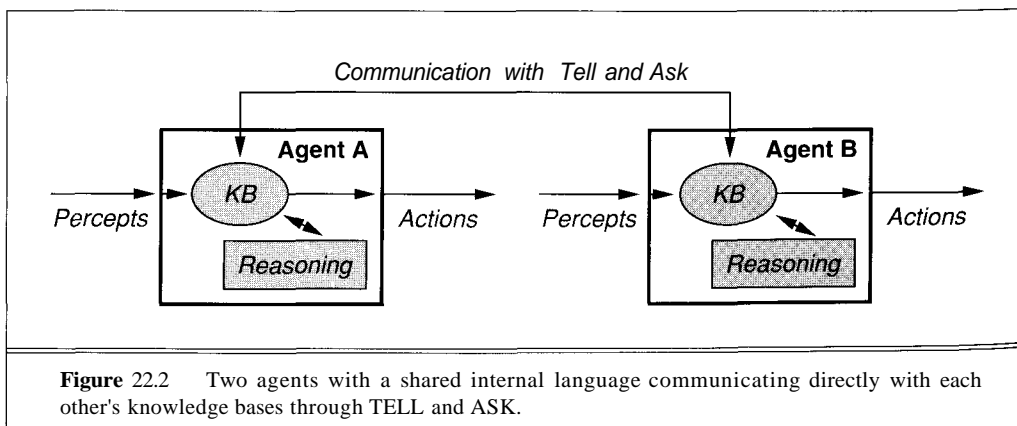 Communication with Tell and Ask
Agent A
Agent B
KB
KB
Percepts
Actions
Percepts
Actions
Reasoning
Reasoning
Figure 22.2 Two agents with a shared internal language communicating directly with each
other's knowledge bases through TELL and ASK.